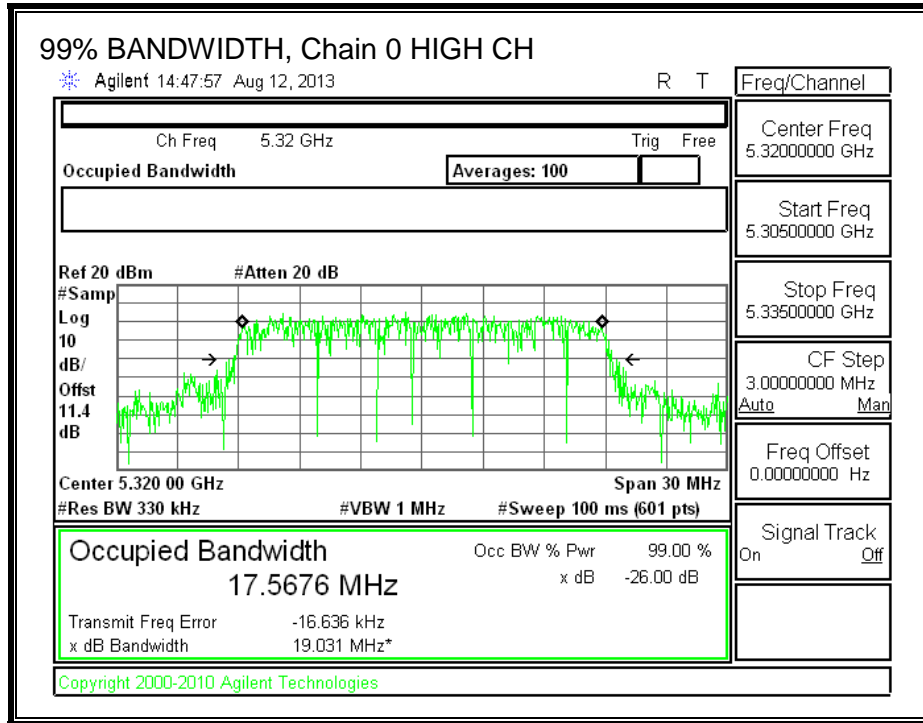 99% BANDWIDTH, Chain 0 HIGH CH
Agilent 14:47:57 Aug 12, 2013 R T
Freq/Channel
Ch Freq 5.32 GHz Trig Free
Occupied Bandwidth Averages: 100
Center Freq
5.32000000 GHz
Start Freq
5.30500000 GHz
Stop Freq
5.33500000 GHz
CF Step
3.00000000 MHz
Auto Man
Freq Offset
0.00000000 Hz
Signal Track
On Off
Ref 20 dBm #Atten 20 dB
#Samp
Log
10
dB/
Offst
11.4
dB
Center 5.320 00 GHz Span 30 MHz
#Res BW 330 kHz #VBW 1 MHz #Sweep 100 ms (601 pts)
Occupied Bandwidth Occ BW % Pwr 99.00 %
17.5676 MHz x dB -26.00 dB
Transmit Freq Error -16.636 kHz
x dB Bandwidth 19.031 MHz*
Copyright 2000-2010 Agilent Technologies